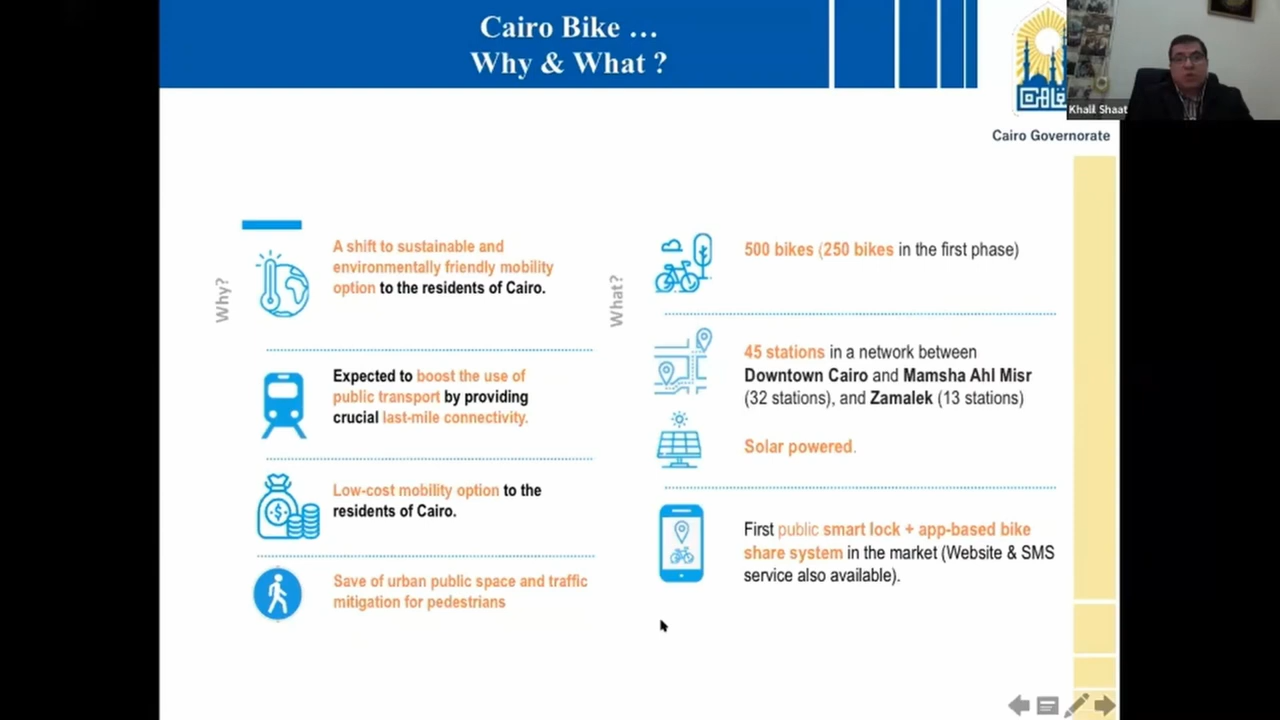 Cairo Bike …
Why & What ?
Cairo Governorate
Khalil Shaat
Why?
A shift to sustainable and
environmentally friendly mobility
option to the residents of Cairo.
Expected to boost the use of
public transport by providing
crucial last-mile connectivity.
Low-cost mobility option to the
residents of Cairo.
Save of urban public space and traffic
mitigation for pedestrians
What?
500 bikes (250 bikes in the first phase)
45 stations in a network between
Downtown Cairo and Mamsha Ahl Misr
(32 stations), and Zamalek (13 stations)
Solar powered.
First public smart lock + app-based bike
share system in the market (Website & SMS
service also available).